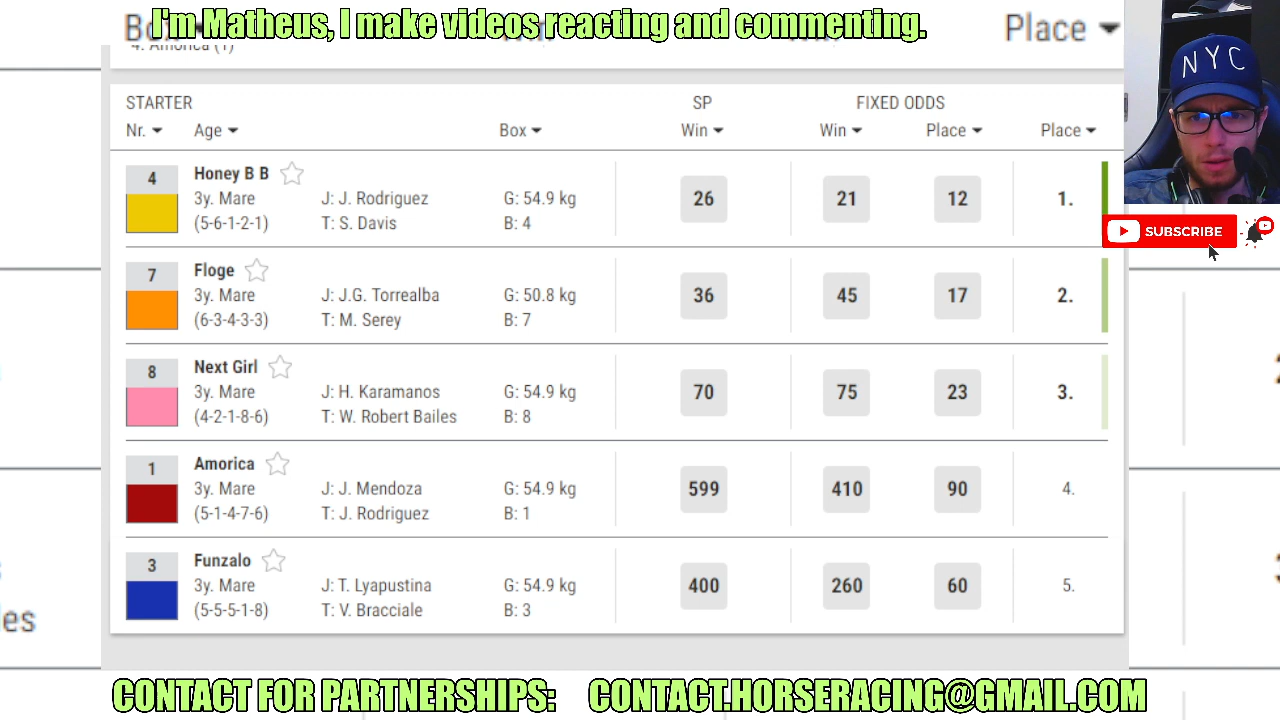 I'm Matheus, I make videos reacting and commenting.
Place
4. Amorica (1)
NYC
STARTER SP FIXED ODDS
Nr. Age Box Win Win Place Place
4 Honey B B
3y. Mare J: J. Rodriguez G: 54.9 kg 26 21 12 1.
(5-6-1-2-1) T: S. Davis B: 4
SUBSCRIBE
7 Floge
3y. Mare J: J.G. Torrealba G: 50.8 kg 36 45 17 2.
(6-3-4-3-3) T: M. Serey B: 7
8 Next Girl
3y. Mare J: H. Karamanos G: 54.9 kg 70 75 23 3.
(4-2-1-8-6) T: W. Robert Bailes B: 8
1 Amorica
3y. Mare J: J. Mendoza G: 54.9 kg 599 410 90 4.
(5-1-4-7-6) T: J. Rodriguez B: 1
3 Funzalo
3y. Mare J: T. Lyapustina G: 54.9 kg 400 260 60 5.
(5-5-5-1-8) T: V. Bracciale B: 3
CONTACT FOR PARTNERSHIPS: CONTACT.HORSERACING@GMAIL.COM